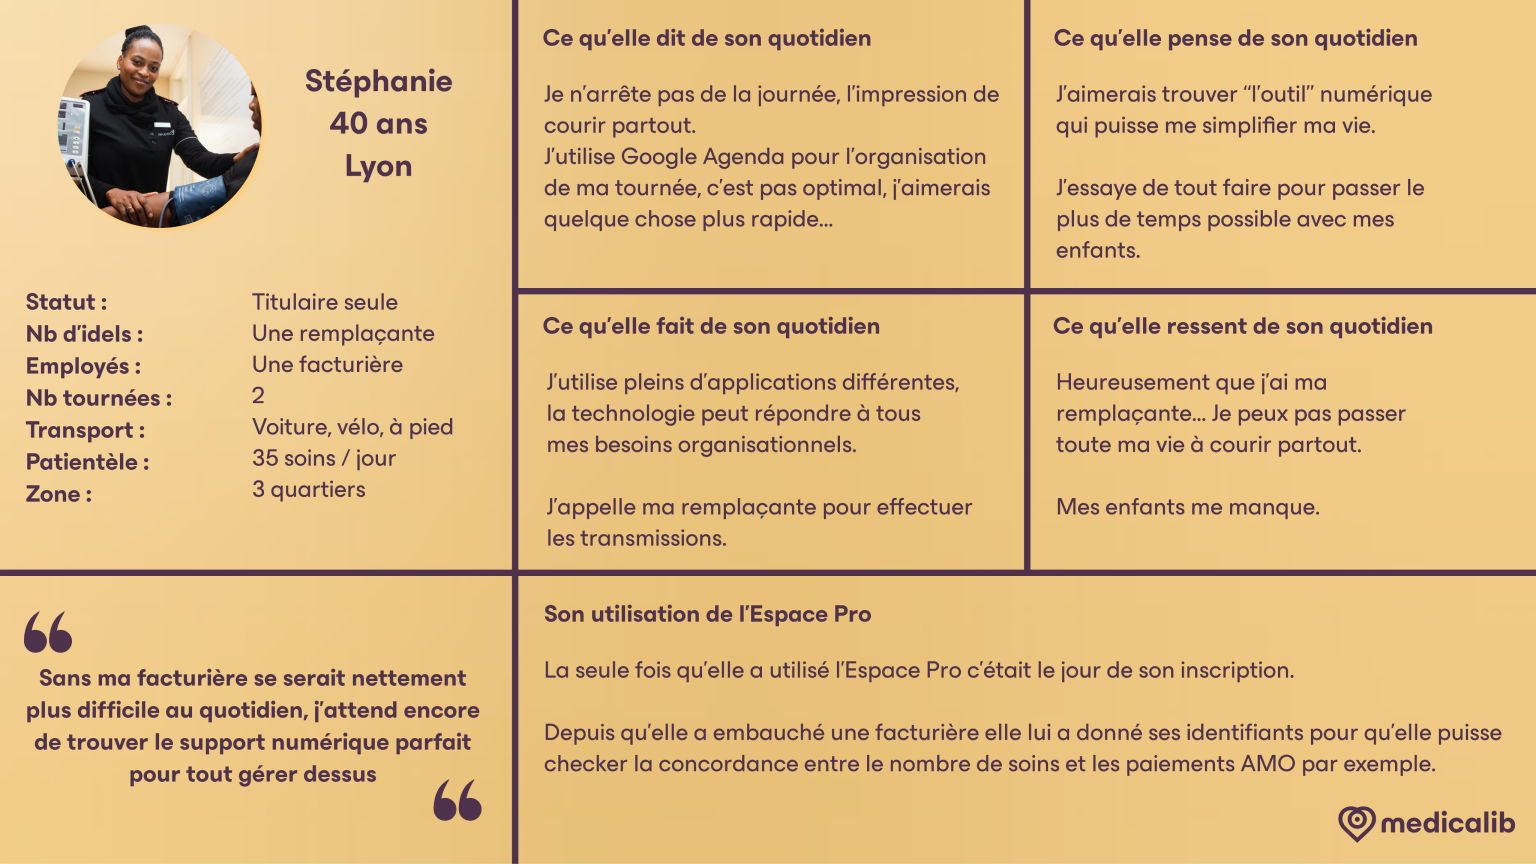 Stéphanie
40 ans
Lyon
Statut : Titulaire seule
Nb d’idels : Une remplaçante
Employés : Une facturière
Nb tournées : 2
Transport : Voiture, vélo, à pied
Patientèle : 35 soins / jour
Zone : 3 quartiers
Ce qu’elle dit de son quotidien
Je n’arrête pas de la journée, l’impression de
courir partout.
J’utilise Google Agenda pour l’organisation
de ma tournée, c’est pas optimal, j’aimerais
quelque chose plus rapide...
Ce qu’elle pense de son quotidien
J’aimerais trouver “l’outil” numérique
qui puisse me simplifier ma vie.
J’essaye de tout faire pour passer le
plus de temps possible avec mes
enfants.
Ce qu’elle fait de son quotidien
J’utilise pleins d’applications différentes,
la technologie peut répondre à tous
mes besoins organisationnels.
J’appelle ma remplaçante pour effectuer
les transmissions.
Ce qu’elle ressent de son quotidien
Heureusement que j’ai ma
remplaçante... Je peux pas passer
toute ma vie à courir partout.
Mes enfants me manque.
“
Sans ma facturière se serait nettement
plus difficile au quotidien, j’attend encore
de trouver le support numérique parfait
pour tout gérer dessus
“
Son utilisation de l’Espace Pro
La seule fois qu’elle a utilisé l’Espace Pro c’était le jour de son inscription.
Depuis qu’elle a embauché une facturière elle lui a donné ses identifiants pour qu’elle puisse
checker la concordance entre le nombre de soins et les paiements AMO par exemple.
medicalib